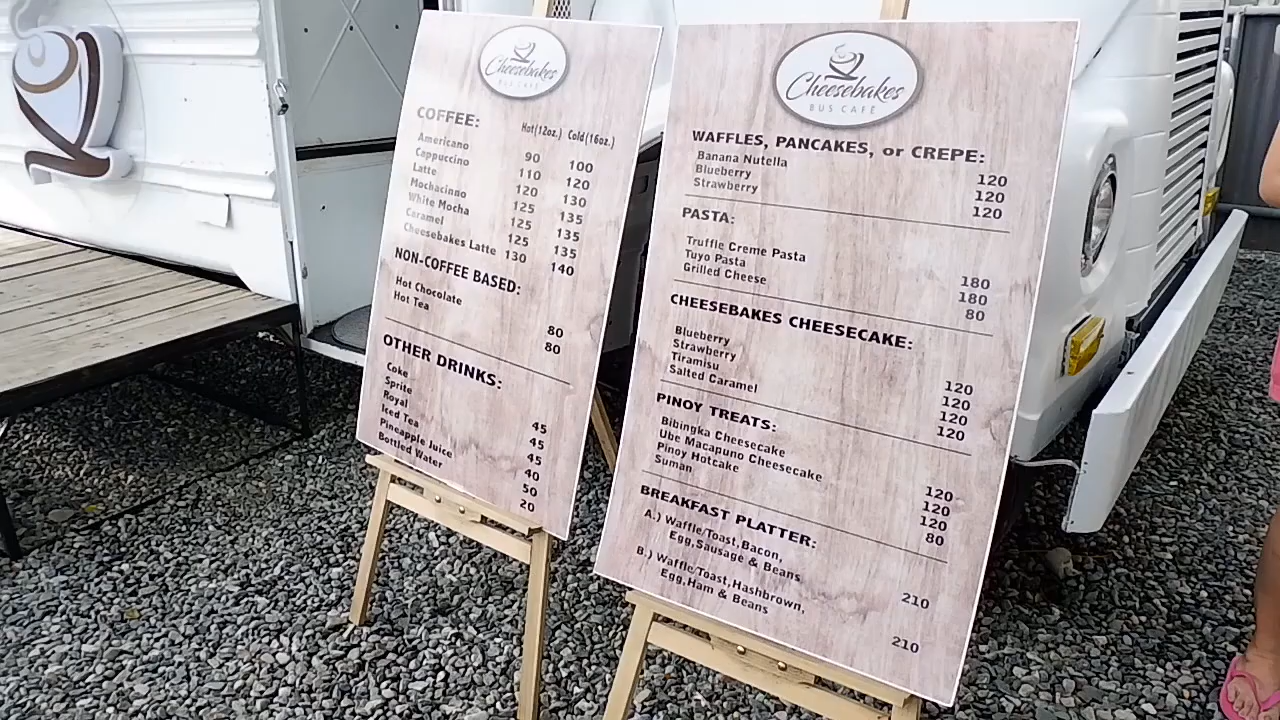 Cheesebakes
BUS CAFE
COFFEE: Hot(12oz.) Cold(16oz.)
Americano 90 100
Cappuccino 110 120
Latte 120 130
Mochacinno 125 135
White Mocha 125 135
Caramel 125 135
Cheesebakes Latte 130 140
NON-COFFEE BASED:
Hot Chocolate 80
Hot Tea 80
OTHER DRINKS:
Coke 45
Sprite 45
Royal 45
Iced Tea 40
Pineapple Juice 50
Bottled Water 20
Cheesebakes
BUS CAFE
WAFFLES, PANCAKES, or CREPE:
Banana Nutella 120
Blueberry 120
Strawberry 120
PASTA:
Truffle Creme Pasta 180
Tuyo Pasta 180
Grilled Cheese 80
CHEESEBAKES CHEESECAKE:
Blueberry 120
Strawberry 120
Tiramisu 120
Salted Caramel 120
PINOY TREATS:
Bibingka Cheesecake 120
Ube Macapuno Cheesecake 120
Pinoy Hotcake 120
Suman 80
BREAKFAST PLATTER:
A.) Waffle/Toast,Bacon,
Egg,Sausage & Beans 210
B.) Waffle/Toast,Hashbrown,
Egg,Ham & Beans 210